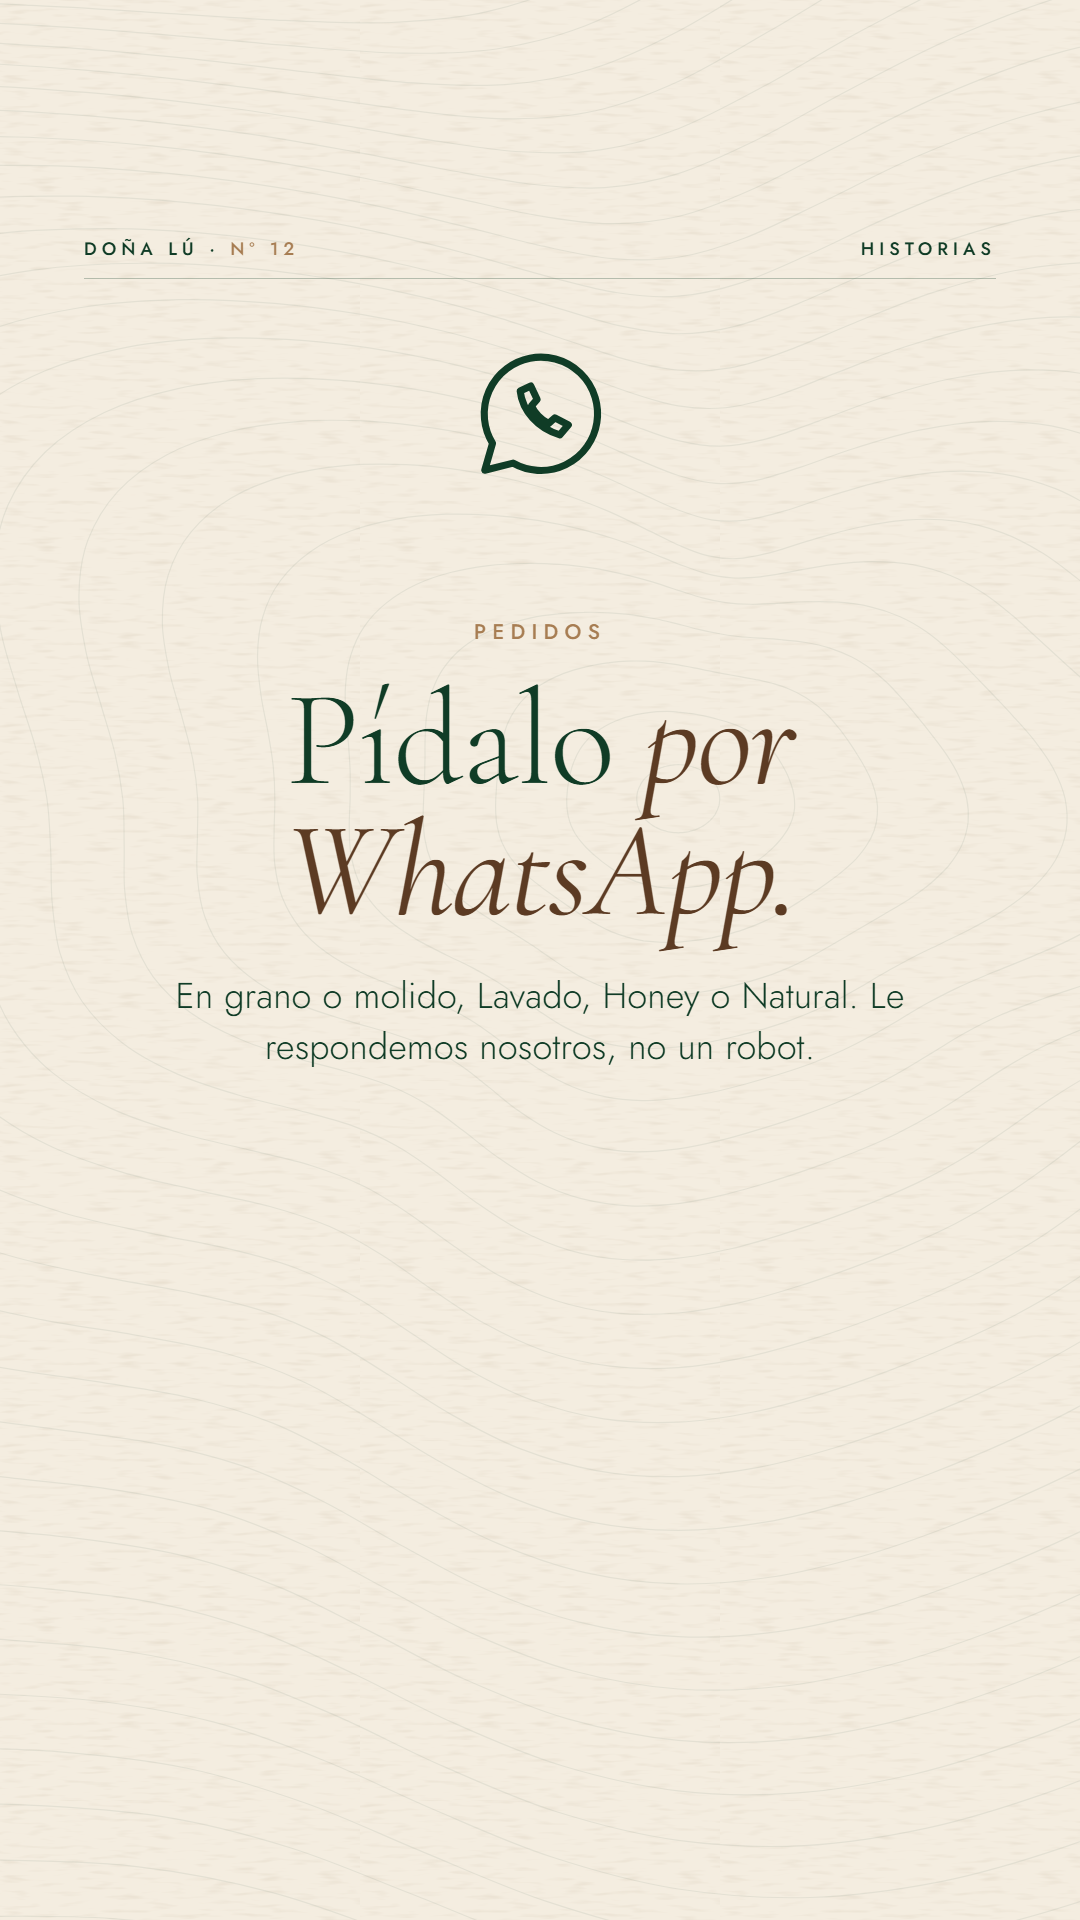 DOÑA LÚ · N° 12
HISTORIAS
PEDIDOS
Pídalo por
WhatsApp.
En grano o molido, Lavado, Honey o Natural. Le
respondemos nosotros, no un robot.